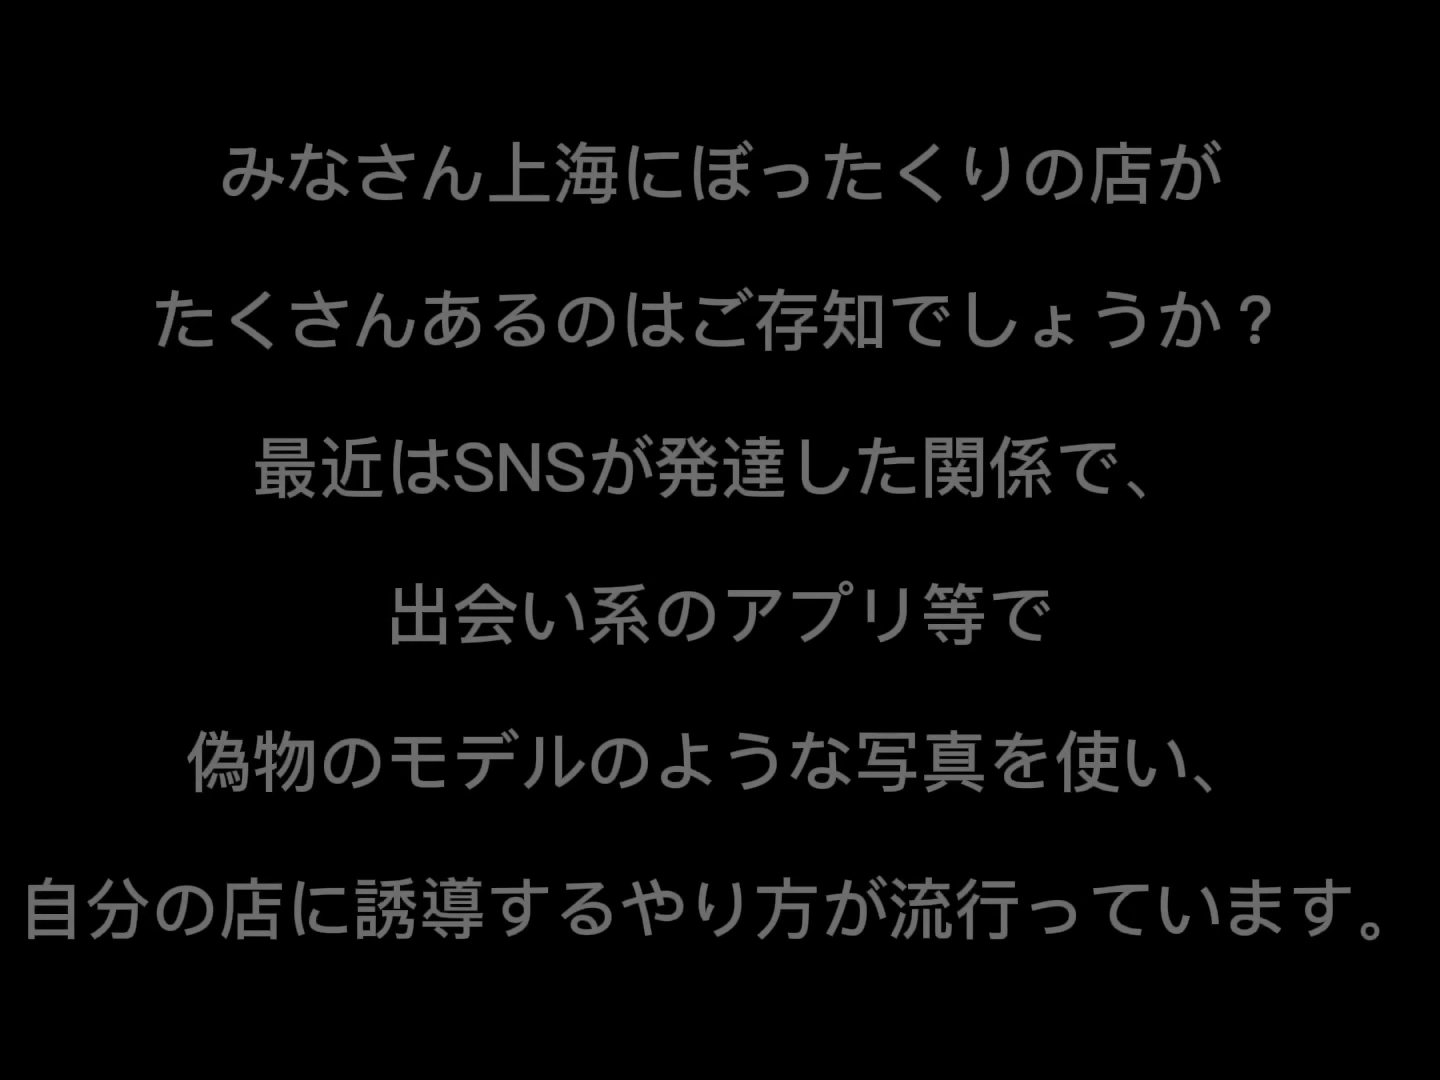 みなさん上海にぼったくりの店が
たくさんあるのはご存知でしょうか？
最近はSNSが発達した関係で、
出会い系のアプリ等で
偽物のモデルのような写真を使い、
自分の店に誘導するやり方が流行っています。